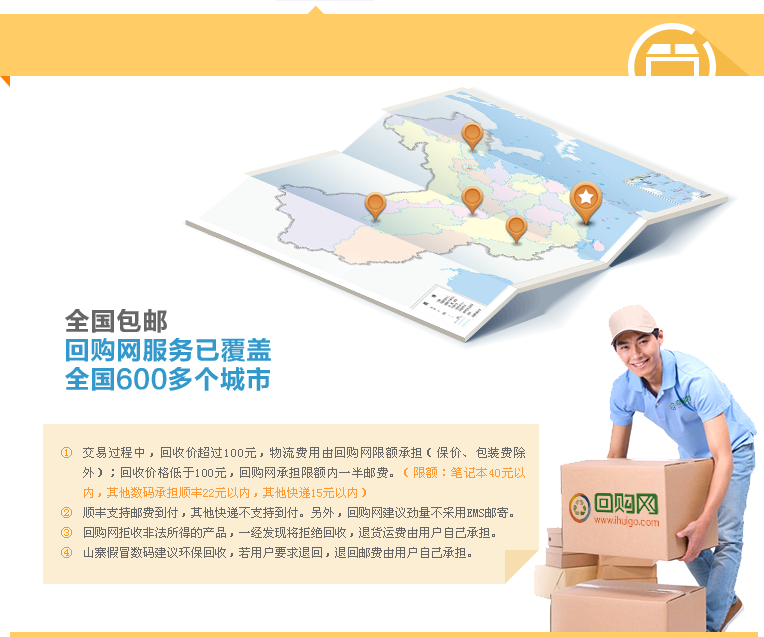 全国包邮
回购网服务已覆盖
全国600多个城市
① 交易过程中，回收价超过100元，物流费用由回购网限额承担（保价、包装费除
外）；回收价格低于100元，回购网承担限额内一半邮费。（限额：笔记本40元以
内，其他数码承担顺丰22元以内，其他快递15元以内）
② 顺丰支持邮费到付，其他快递不支持到付。另外，回购网建议劲量不采用EMS邮寄。
③ 回购网拒收非法所得的产品，一经发现将拒绝回收，退货运费由用户自己承担。
④ 山寨假冒数码建议环保回收，若用户要求退回，退回邮费由用户自己承担。
回购网
www.ihuigo.com